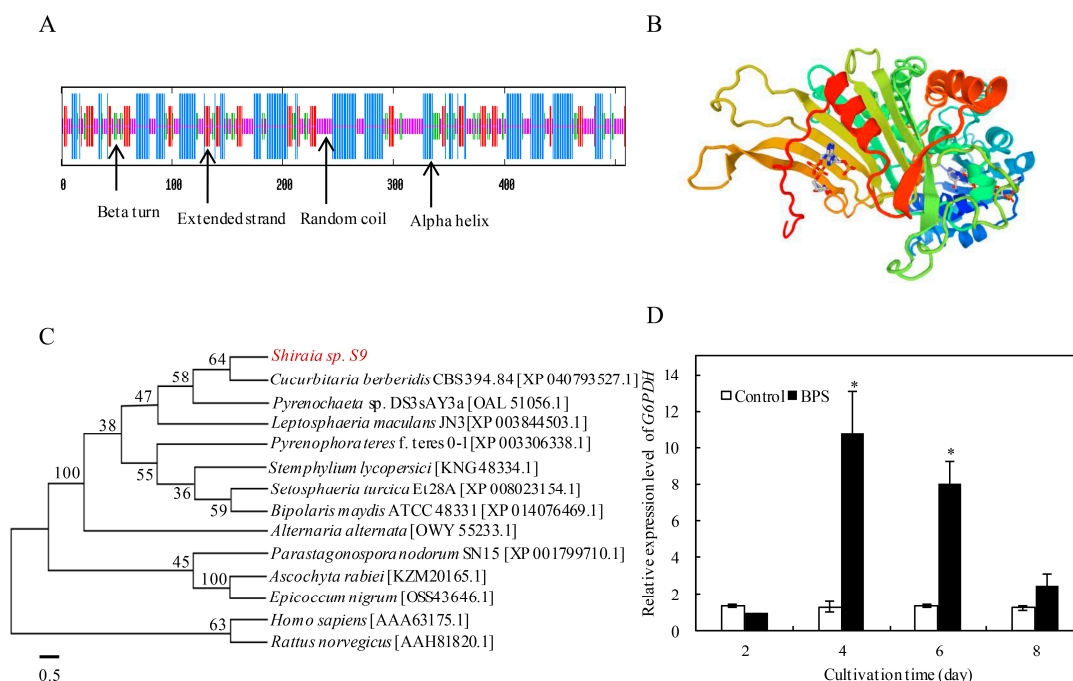 A
0 100 200 300 400
Beta turn Extended strand Random coil Alpha helix
B
C
Shiraia sp. S9
Cucurbitaria berberidis CBS394.84 [XP 040793527.1]
Pyrenochaeta sp. DS3sAY3a [OAL 51056.1]
Leptosphaeria maculans JN3[XP 003844503.1]
Pyrenophora teres f. teres 0-1[XP 003306338.1]
Stemphylium lycopersici [KNG 48334.1]
Setosphaeria turcica Et28A [XP 008023154.1]
Bipolaris maydis ATCC 48331 [XP 014076469.1]
Alternaria alternata [OWY 55233.1]
Parastagonospora nodorum SN15 [XP 001799710.1]
Ascochyta rabiei [KZM20165.1]
Epicoccum nigrum [OSS43646.1]
Homo sapiens [AAA63175.1]
Rattus norvegicus [AAH81820.1]
64
58
47
38
55
100
36
59
45
100
63
0.5
D
Relative expression level of G6PDH
14
12
10
8
6
4
2
0
Control BPS
*
*
2 4 6 8
Cultivation time (day)